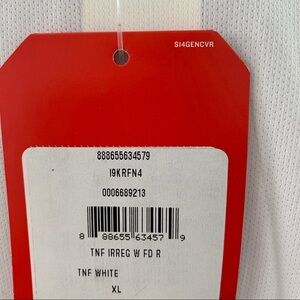 SI4GENCVR
888655634579
I9KRFN4
0006689213
8 88655 63457 9
TNF IRREG W FD R
TNF WHITE
XL